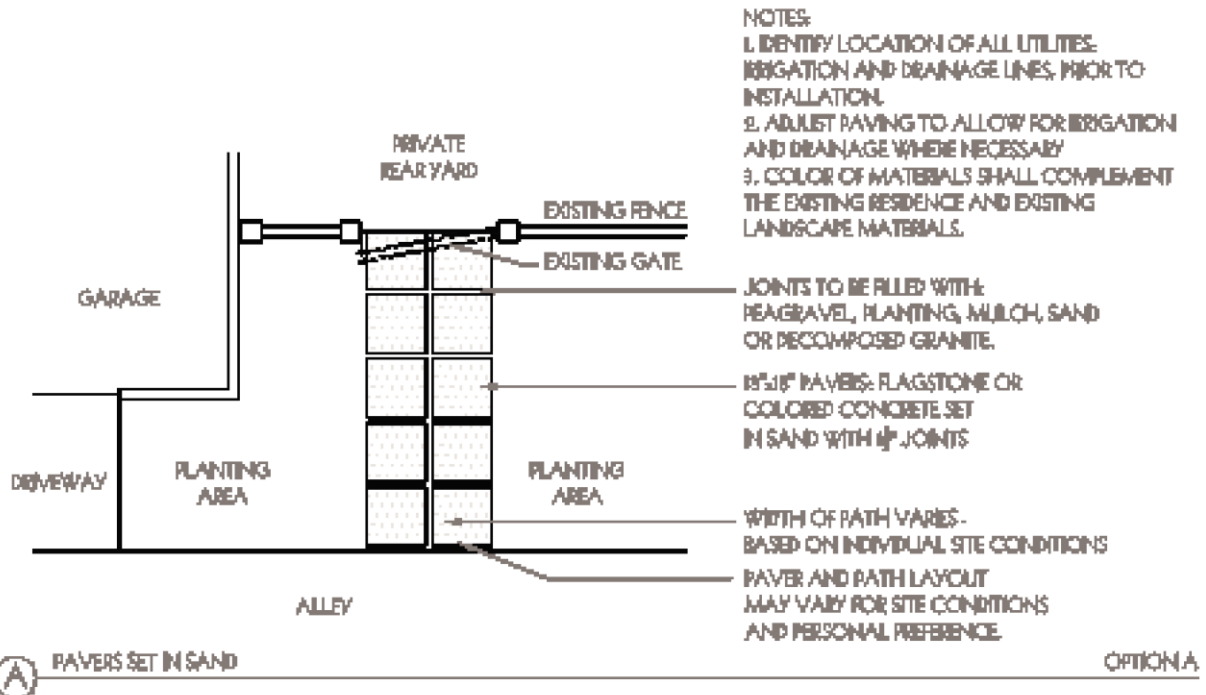 NOTES:
1. IDENTIFY LOCATION OF ALL UTILITIES:
IRRIGATION AND DRAINAGE LINES, PRIOR TO
INSTALLATION.
2. ADJUST PAVING TO ALLOW FOR IRRIGATION
AND DRAINAGE WHERE NECESSARY
3. COLOR OF MATERIALS SHALL COMPLEMENT
THE EXISTING RESIDENCE AND EXISTING
LANDSCAPE MATERIALS.
PRIVATE
REAR YARD
EXISTING FENCE
EXISTING GATE
GARAGE
JOINTS TO BE FILLED WITH:
PEAGRAVEL, PLANTING, MULCH, SAND
OR DECOMPOSED GRANITE.
PAVERS: FLAGSTONE OR
COLORED CONCRETE SET
IN SAND WITH JOINTS
DRIVEWAY
PLANTING
AREA
PLANTING
AREA
WIDTH OF PATH VARIES -
BASED ON INDIVIDUAL SITE CONDITIONS
PAVER AND PATH LAYOUT
MAY VARY FOR SITE CONDITIONS
AND PERSONAL PREFERENCE.
ALLEY
A PAVERS SET IN SAND
OPTION A